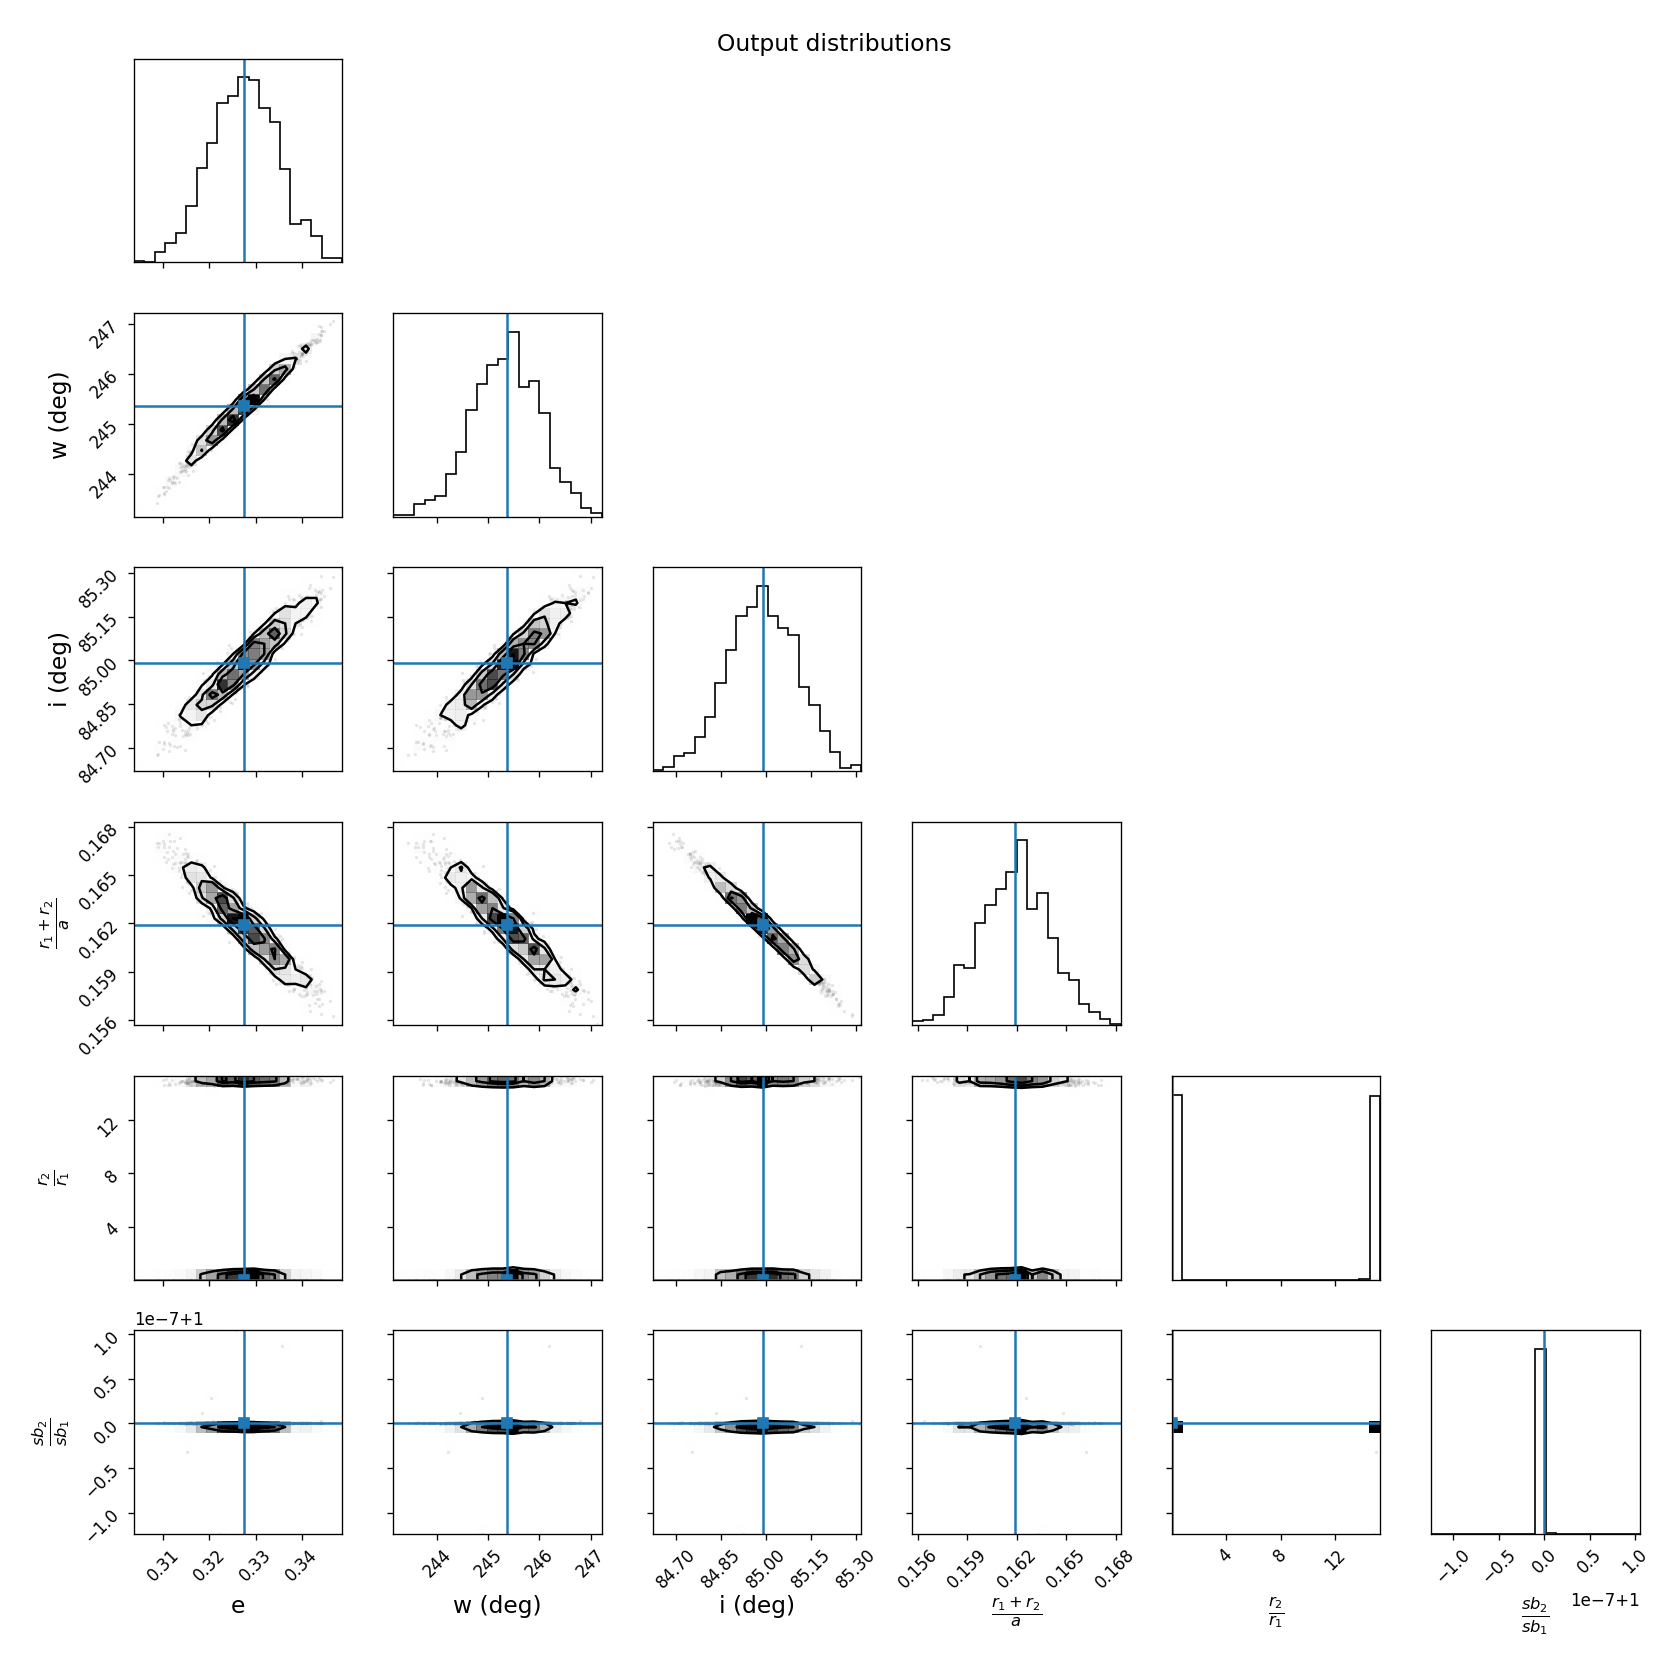 Output distributions
w (deg)
247
246
245
244
i (deg)
85.30
85.15
85.00
84.85
84.70
r₁ + r₂
a
0.168
0.165
0.162
0.159
0.156
r₂
r₁
12
8
4
1e−7+1
sb₂
sb₁
1.0
0.5
0.0
−0.5
−1.0
0.31 0.32 0.33 0.34 244 245 246 247 84.70 84.85 85.00 85.15 85.30 0.156 0.159 0.162 0.165 0.168 4 8 12 −1.0 −0.5 0.0 0.5 1.0
1e−7+1
e w (deg) i (deg)
r₁ + r₂ r₂ sb₂
a r₁ sb₁